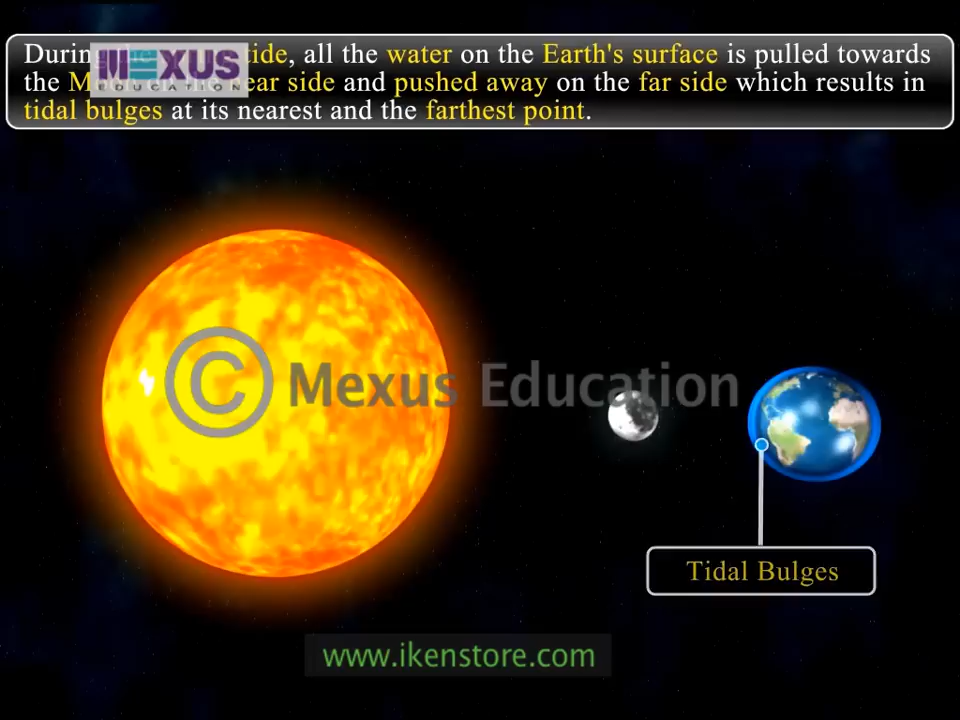 MEXUS
EDUCATION
During tide, all the water on the Earth's surface is pulled towards
the near side and pushed away on the far side which results in
tidal bulges at its nearest and the farthest point.
© Mexus Education
Tidal Bulges
www.ikenstore.com